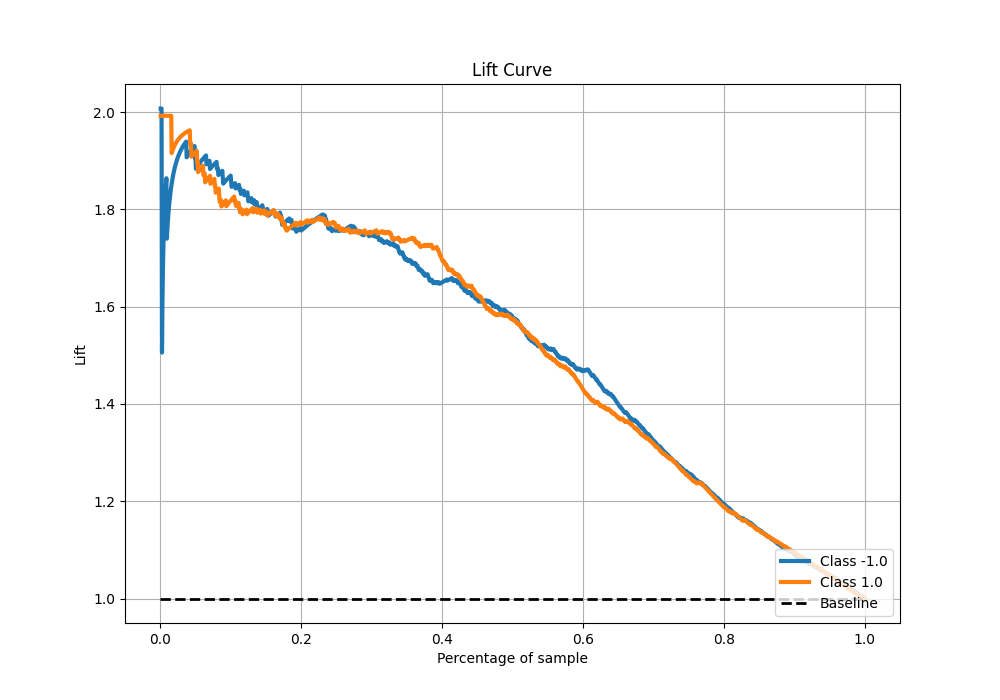 Lift Curve
Lift
2.0
1.8
1.6
1.4
1.2
1.0
0.0 0.2 0.4 0.6 0.8 1.0
Percentage of sample
Class -1.0
Class 1.0
Baseline